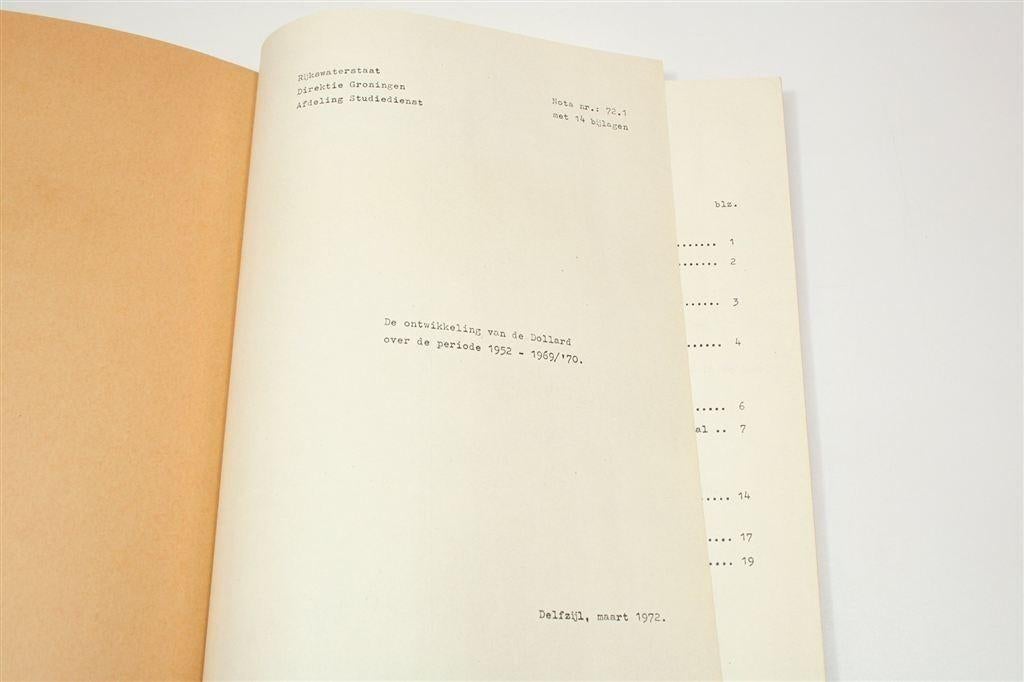 Rijkswaterstaat
Direktie Groningen
Afdeling Studiedienst
Nota nr.: 72.1
met 14 bijlagen
De ontwikkeling van de Dollard
over de periode 1952 - 1969/'70.
Delfzijl, maart 1972.
blz.
....... 1
....... 2
...... 3
...... 4
..... 6
al .. 7
..... 14
.... 17
.... 19